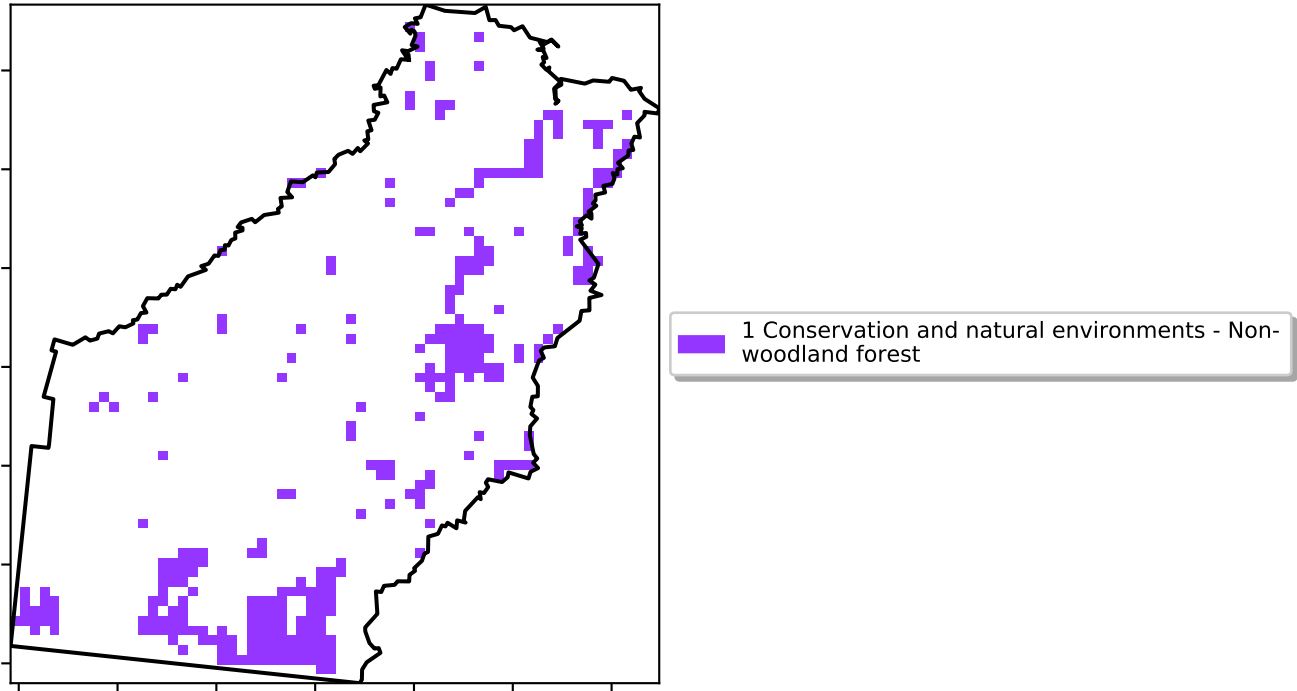 1 Conservation and natural environments - Non-
woodland forest